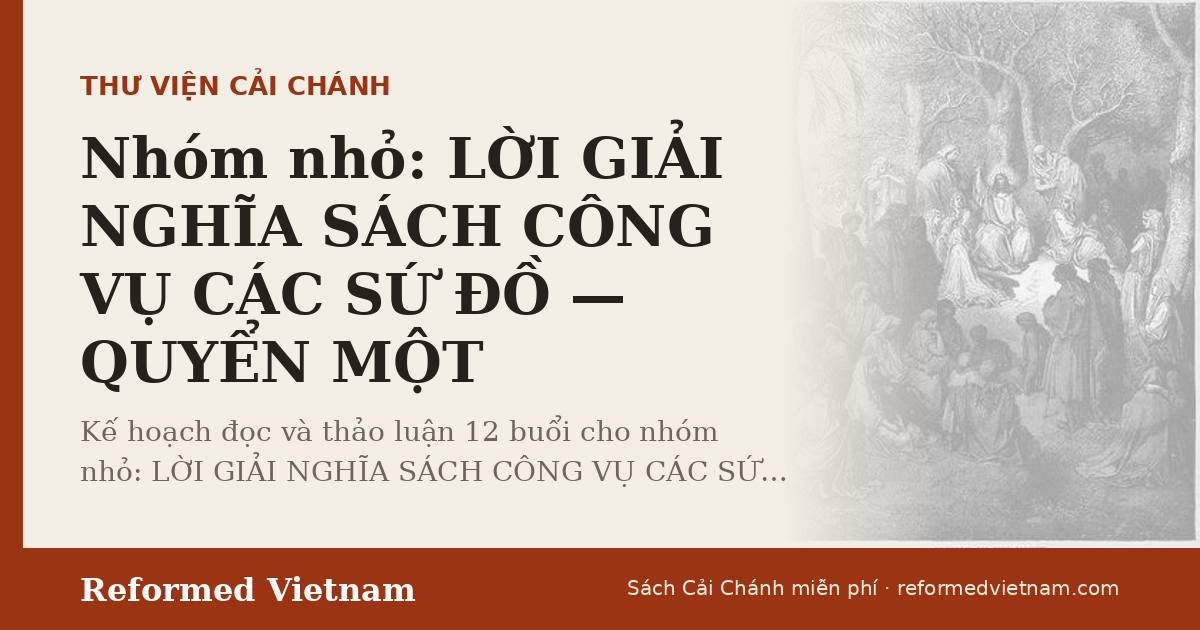 THƯ VIỆN CẢI CHÁNH
Nhóm nhỏ: LỜI GIẢI
NGHĨA SÁCH CÔNG
VỤ CÁC SỨ ĐỒ —
QUYỂN MỘT
Kế hoạch đọc và thảo luận 12 buổi cho nhóm
nhỏ: LỜI GIẢI NGHĨA SÁCH CÔNG VỤ CÁC SỨ…
Reformed Vietnam
Sách Cải Chánh miễn phí · reformedvietnam.com